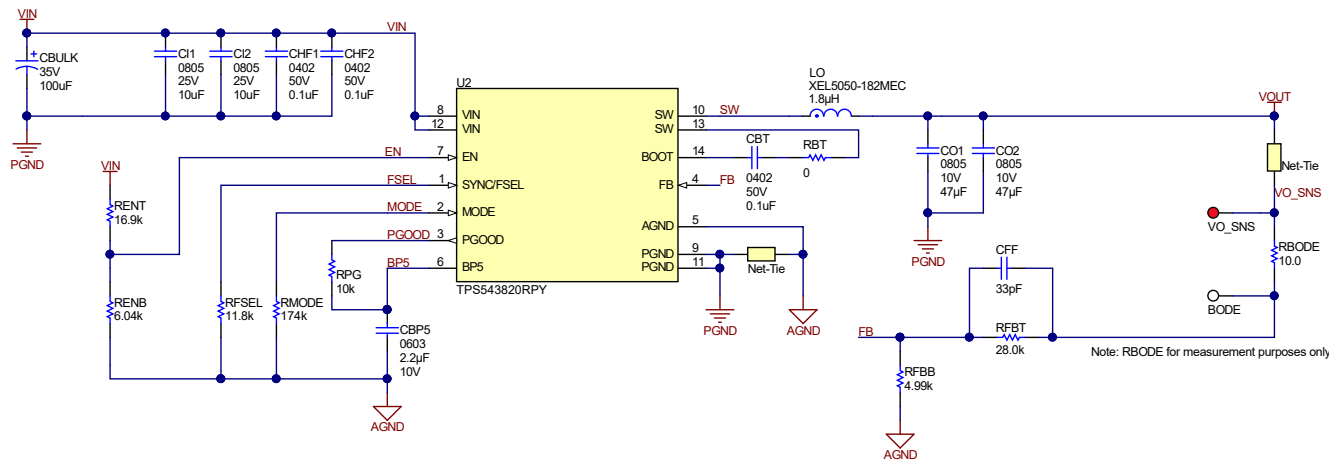 VIN
VIN
CBULK
35V
100uF
CI1
0805
25V
10uF
CI2
0805
25V
10uF
CHF1
0402
50V
0.1uF
CHF2
0402
50V
0.1uF
PGND
U2
8 VIN
12 VIN
EN 7 EN
FSEL 1 SYNC/FSEL
MODE 2 MODE
PGOOD 3 PGOOD
BP5 6 BP5
SW 10 SW
SW 13
BOOT 14
FB 4 FB
AGND 5
PGND 9
PGND 11
TPS543820RPY
VIN
RENT
16.9k
RENB
6.04k
RFSEL
11.8k
RMODE
174k
RPG
10k
CBP5
0603
2.2µF
10V
AGND
LO
XEL5050-182MEC
1.8µH
CBT
0402
50V
0.1uF
RBT
0
Net-Tie
PGND
AGND
CO1
0805
10V
47µF
CO2
0805
10V
47µF
PGND
VOUT
Net-Tie
VO_SNS
VO_SNS
RBODE
10.0
BODE
CFF
33pF
FB
RFBT
28.0k
RFBB
4.99k
AGND
Note: RBODE for measurement purposes only